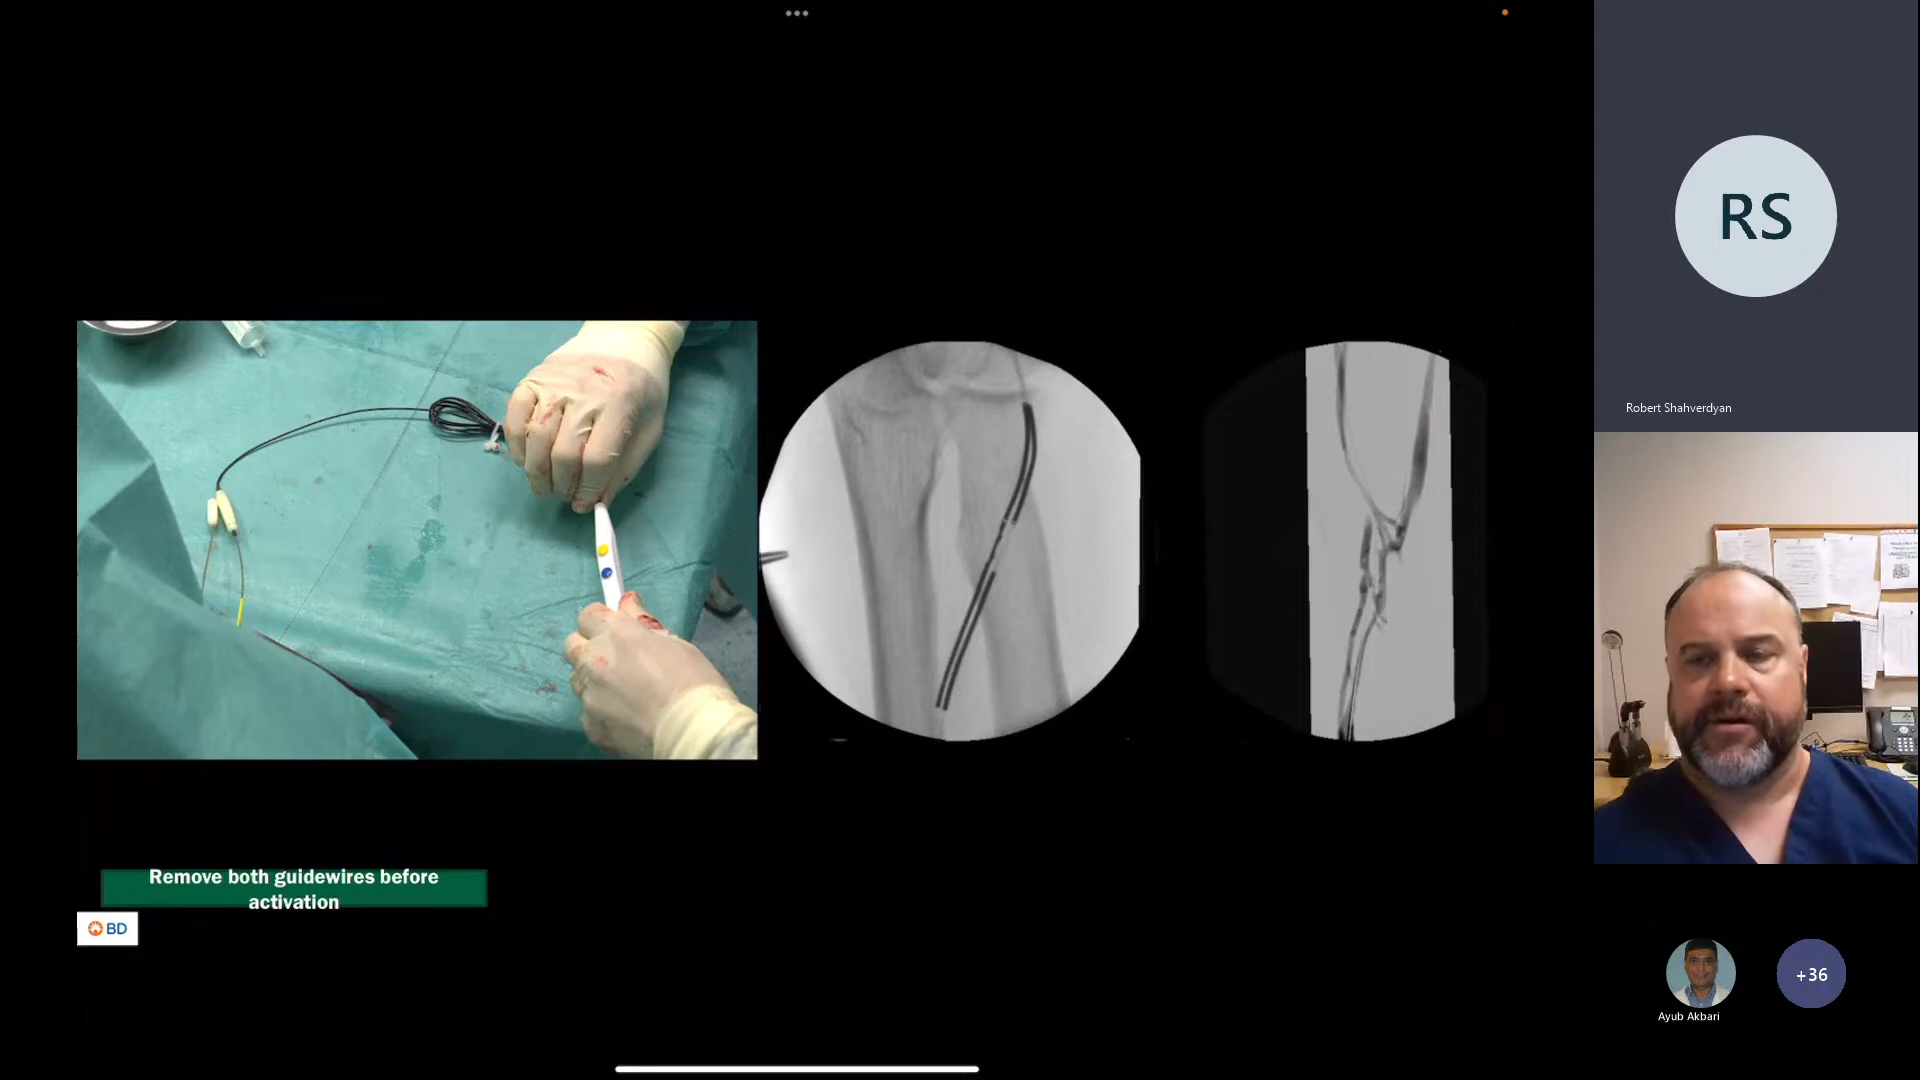 RS
Robert Shahverdyan
Remove both guidewires before
activation
BD
Ayub Akbari
+36